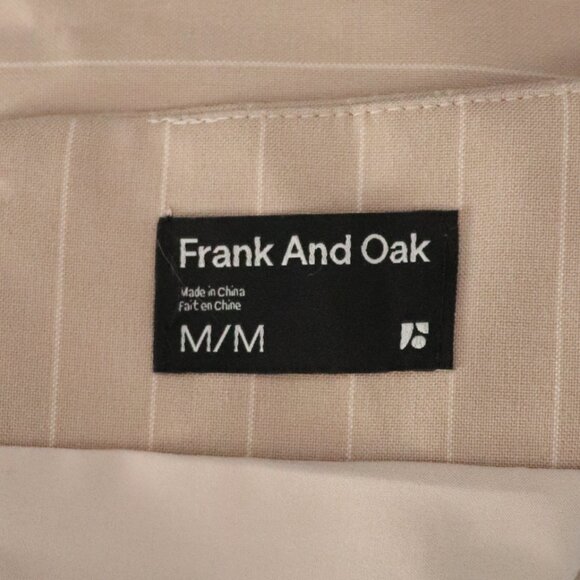 Frank And Oak
Made in China
Fait en Chine
M/M